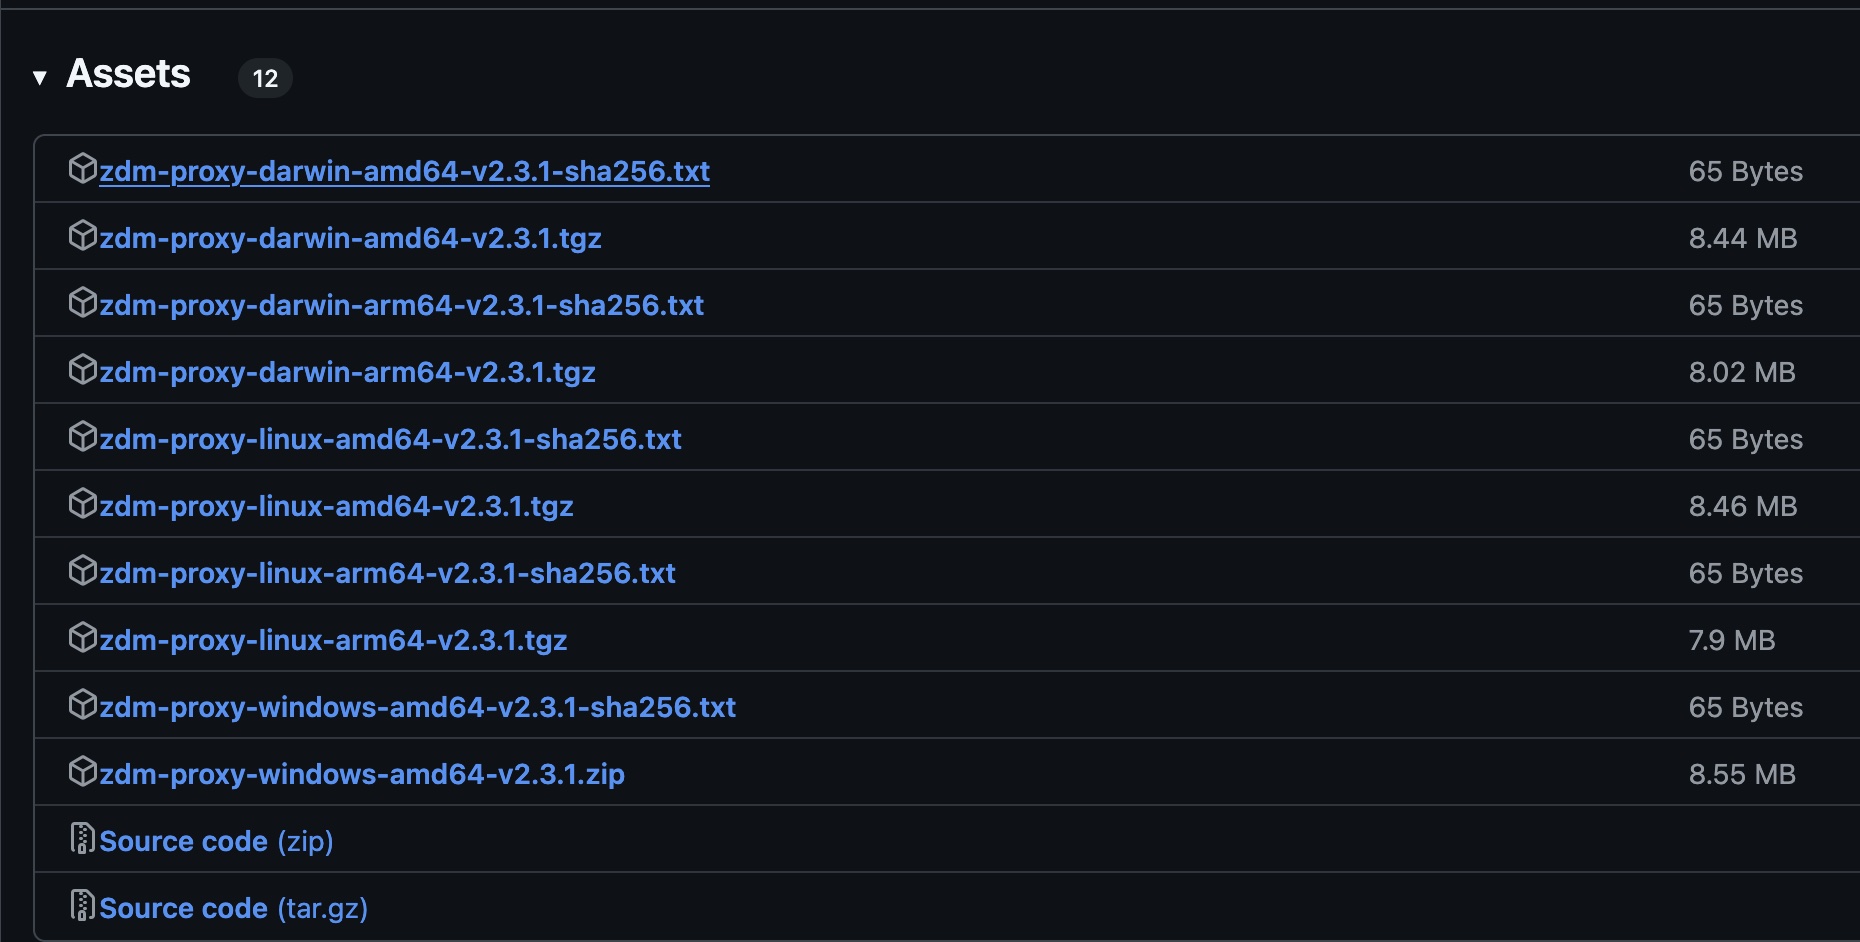 Assets 12
zdm-proxy-darwin-amd64-v2.3.1-sha256.txt 65 Bytes
zdm-proxy-darwin-amd64-v2.3.1.tgz 8.44 MB
zdm-proxy-darwin-arm64-v2.3.1-sha256.txt 65 Bytes
zdm-proxy-darwin-arm64-v2.3.1.tgz 8.02 MB
zdm-proxy-linux-amd64-v2.3.1-sha256.txt 65 Bytes
zdm-proxy-linux-amd64-v2.3.1.tgz 8.46 MB
zdm-proxy-linux-arm64-v2.3.1-sha256.txt 65 Bytes
zdm-proxy-linux-arm64-v2.3.1.tgz 7.9 MB
zdm-proxy-windows-amd64-v2.3.1-sha256.txt 65 Bytes
zdm-proxy-windows-amd64-v2.3.1.zip 8.55 MB
Source code (zip)
Source code (tar.gz)